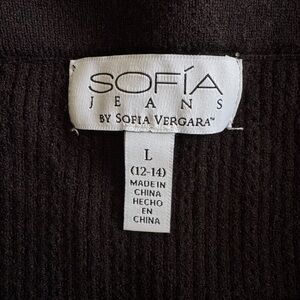 SOFÍA
JEANS
BY SOFIA VERGARA™
L
(12-14)
MADE IN
CHINA
HECHO
EN
CHINA